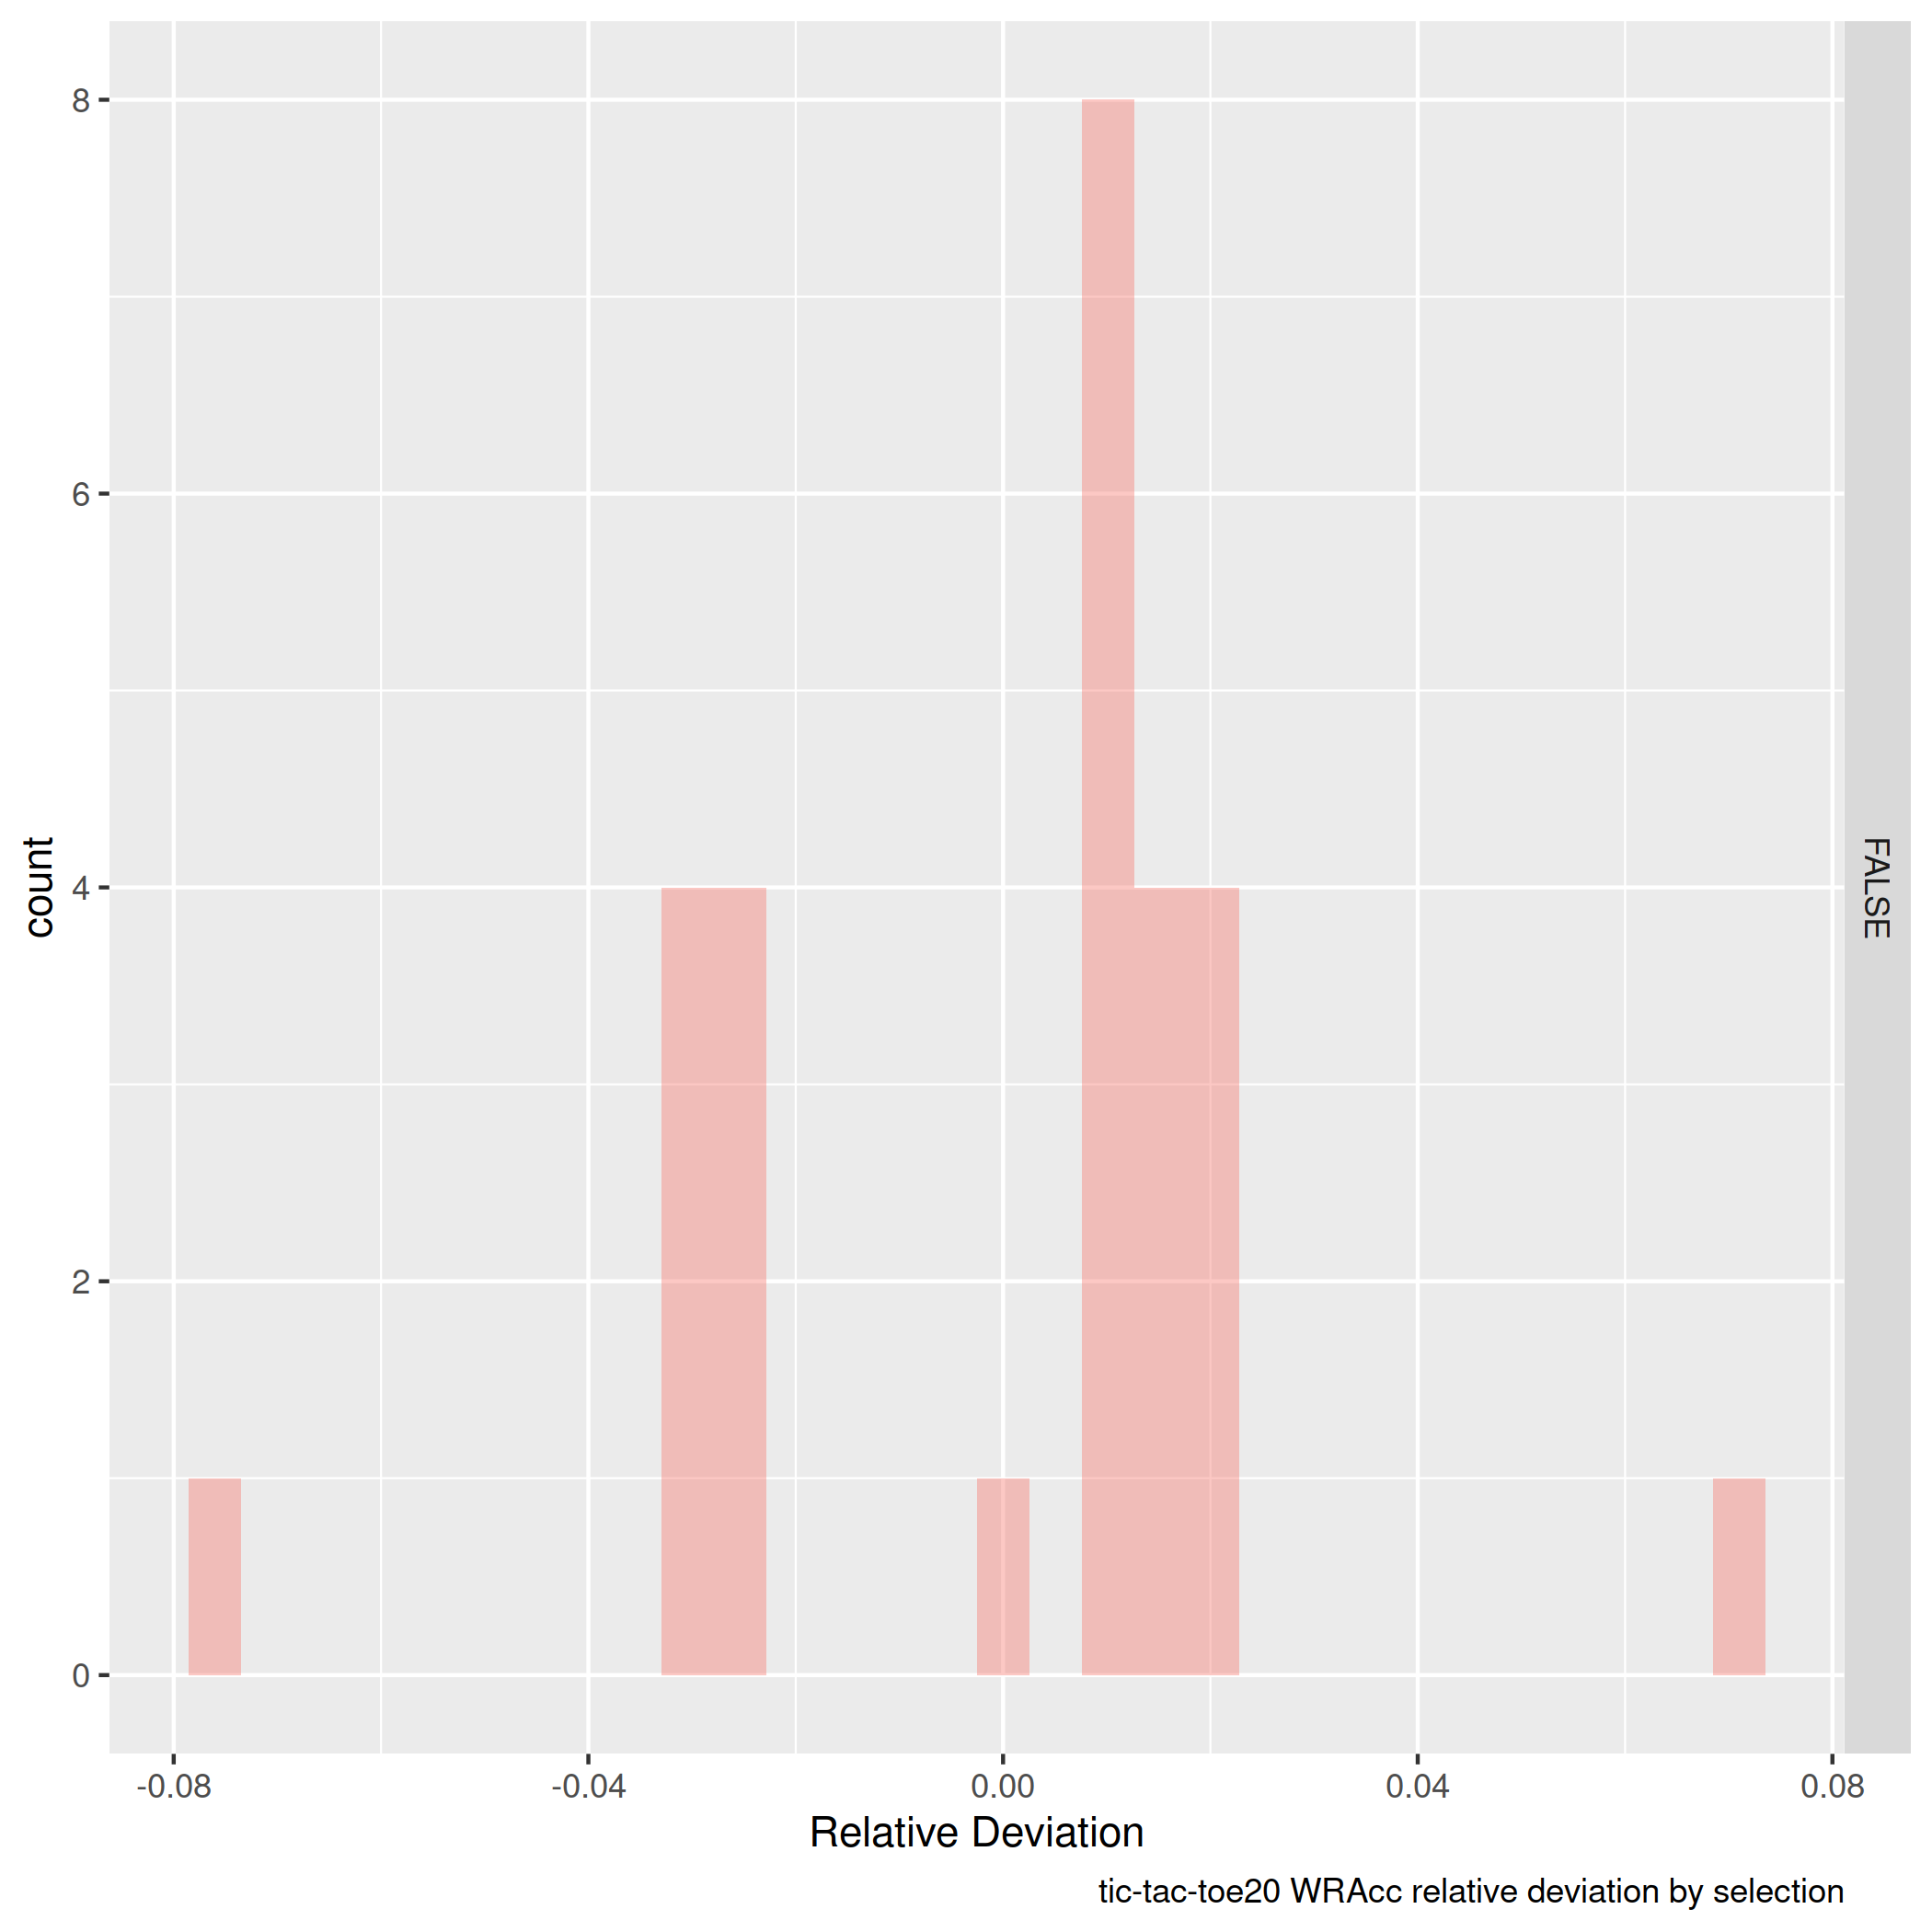 8
6
4
2
0
count
FALSE
-0.08
-0.04
0.00
0.04
0.08
Relative Deviation
tic-tac-toe20 WRAcc relative deviation by selection